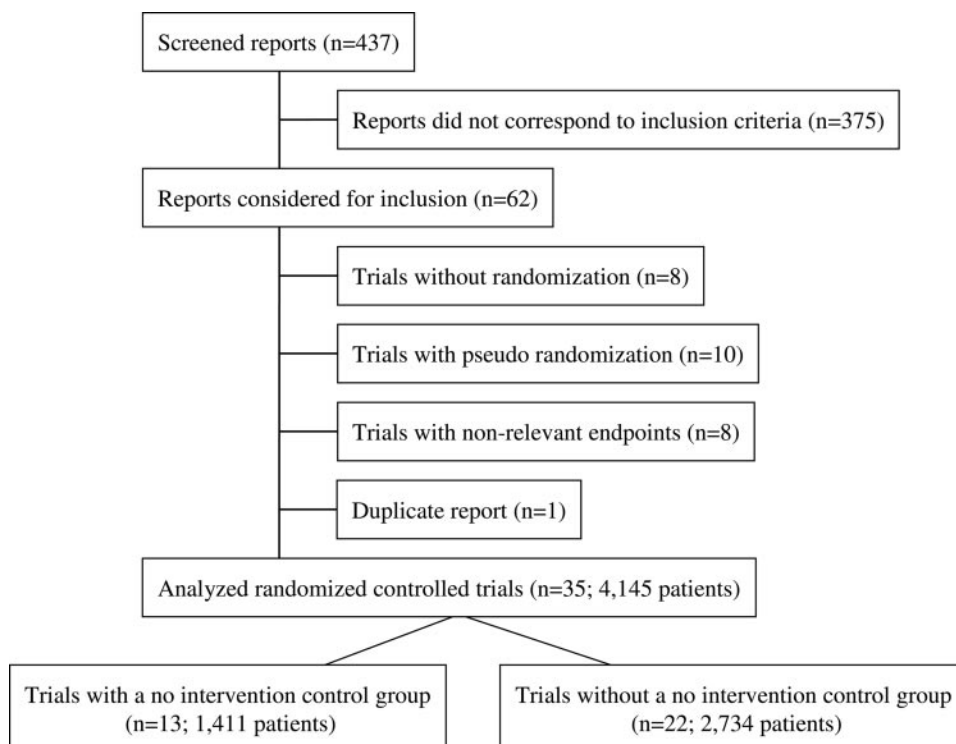 Screened reports (n=437)
Reports did not correspond to inclusion criteria (n=375)
Reports considered for inclusion (n=62)
Trials without randomization (n=8)
Trials with pseudo randomization (n=10)
Trials with non-relevant endpoints (n=8)
Duplicate report (n=1)
Analyzed randomized controlled trials (n=35; 4,145 patients)
Trials with a no intervention control group
(n=13; 1,411 patients)
Trials without a no intervention control group
(n=22; 2,734 patients)